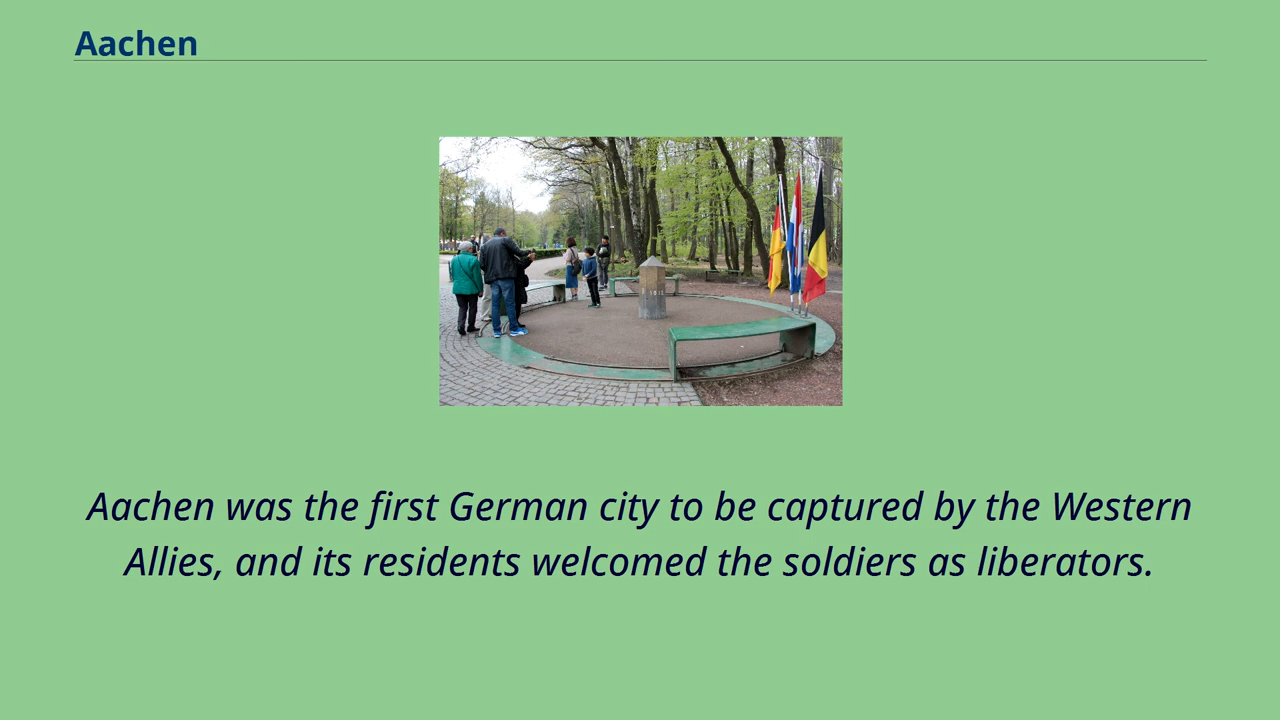 Aachen
Aachen was the first German city to be captured by the Western
Allies, and its residents welcomed the soldiers as liberators.